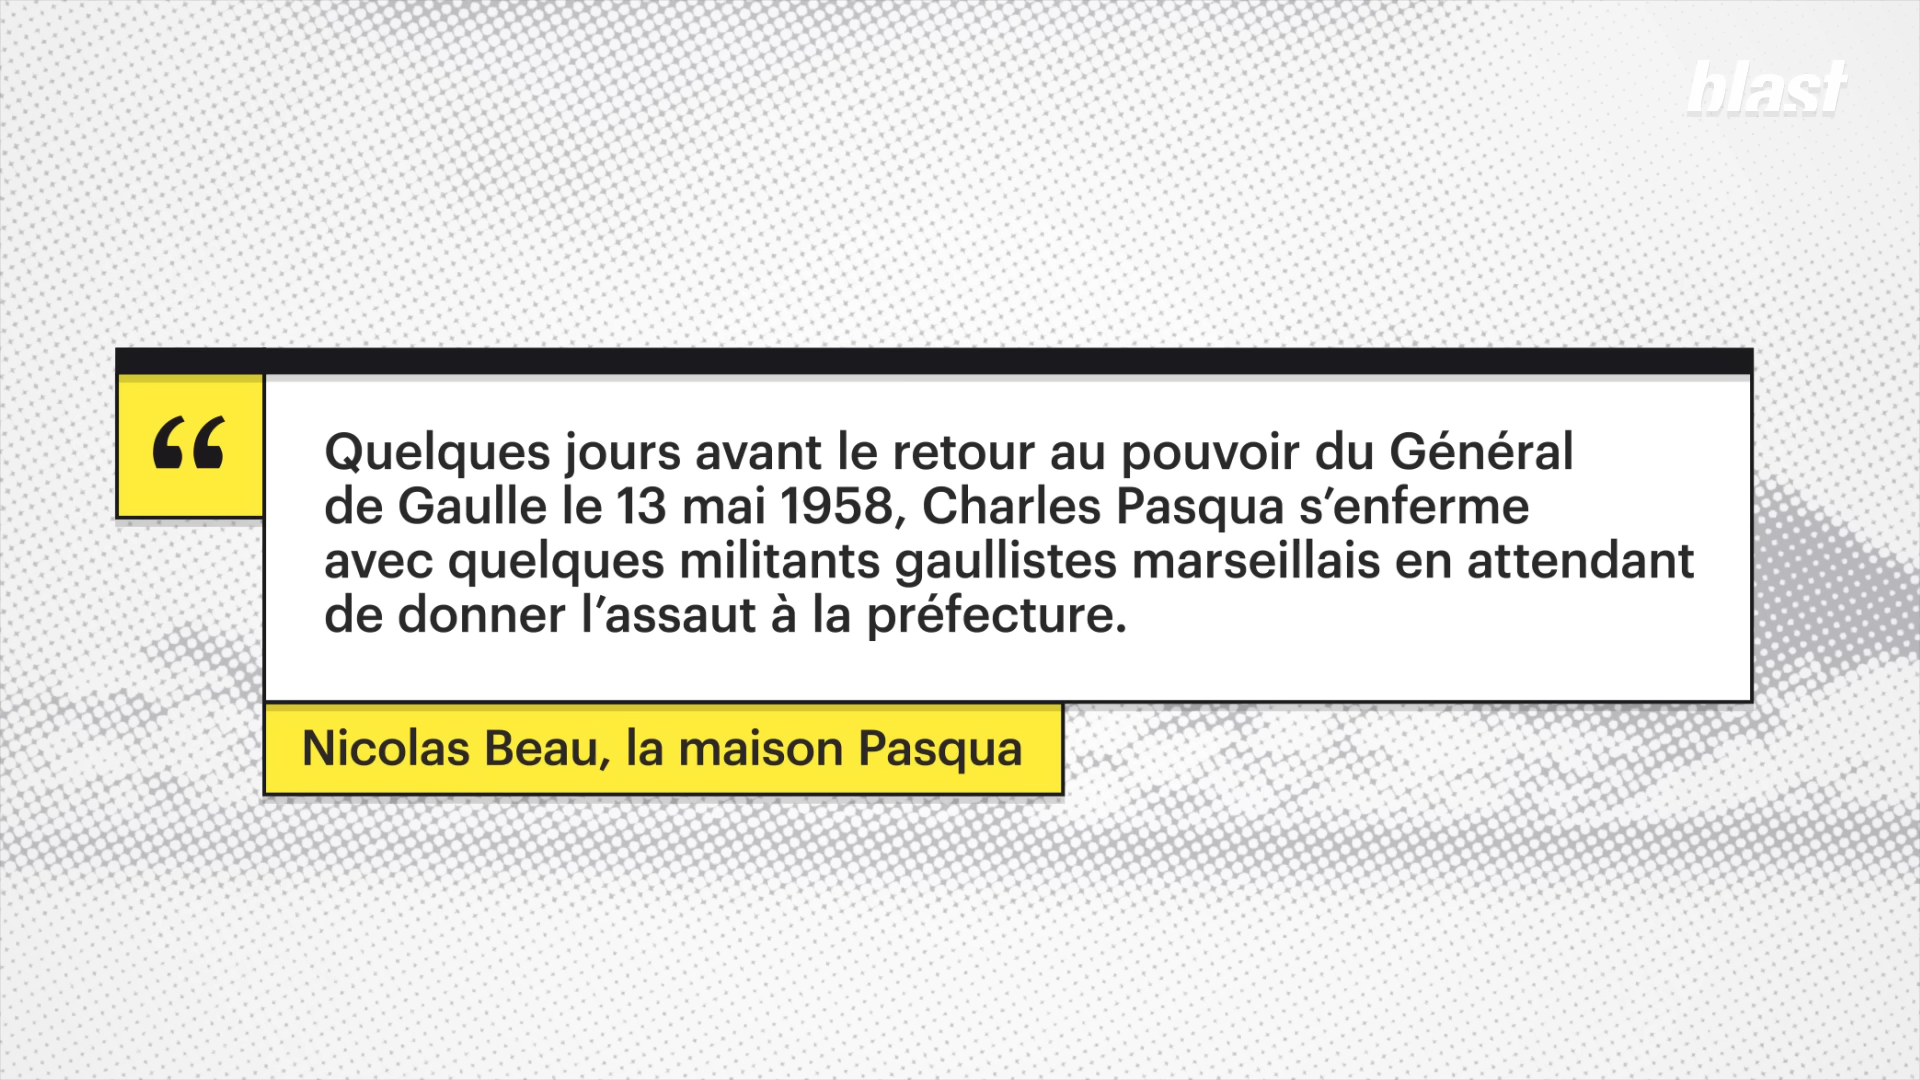 blast
“
Quelques jours avant le retour au pouvoir du Général
de Gaulle le 13 mai 1958, Charles Pasqua s’enferme
avec quelques militants gaullistes marseillais en attendant
de donner l’assaut à la préfecture.
Nicolas Beau, la maison Pasqua